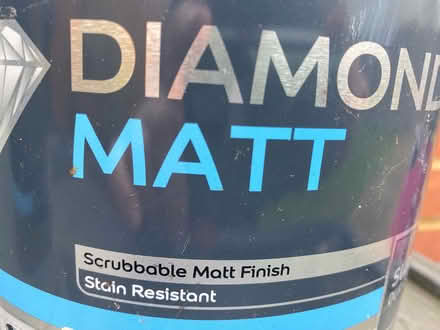 DIAMOND
MATT
Scrubbable Matt Finish
Stain Resistant